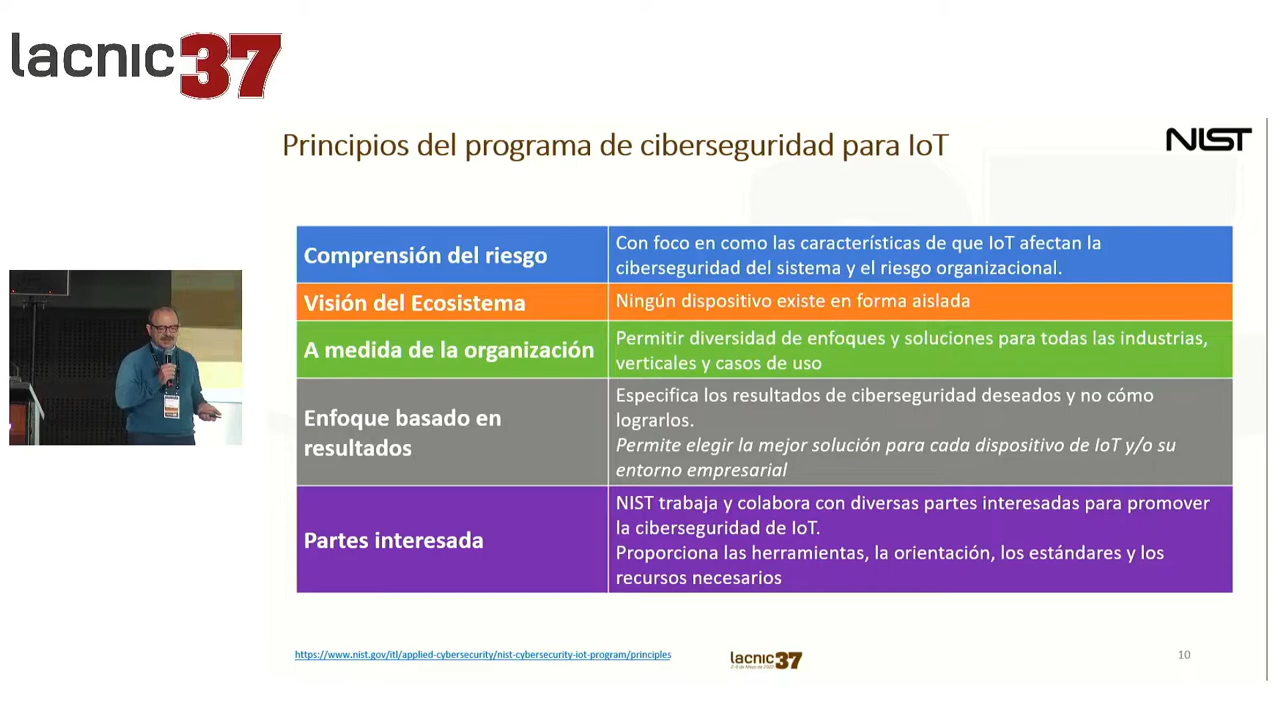 lacnic 37
Principios del programa de ciberseguridad para IoT
NIST
Comprensión del riesgo
Con foco en como las características de que IoT afectan la
ciberseguridad del sistema y el riesgo organizacional.
Visión del Ecosistema
Ningún dispositivo existe en forma aislada
A medida de la organización
Permitir diversidad de enfoques y soluciones para todas las industrias,
verticales y casos de uso
Enfoque basado en
resultados
Especifica los resultados de ciberseguridad deseados y no cómo
lograrlos.
Permite elegir la mejor solución para cada dispositivo de IoT y/o su
entorno empresarial
Partes interesada
NIST trabaja y colabora con diversas partes interesadas para promover
la ciberseguridad de IoT.
Proporciona las herramientas, la orientación, los estándares y los
recursos necesarios
https://www.nist.gov/itl/applied-cybersecurity/nist-cybersecurity-iot-program/principles
lacnic 37
10